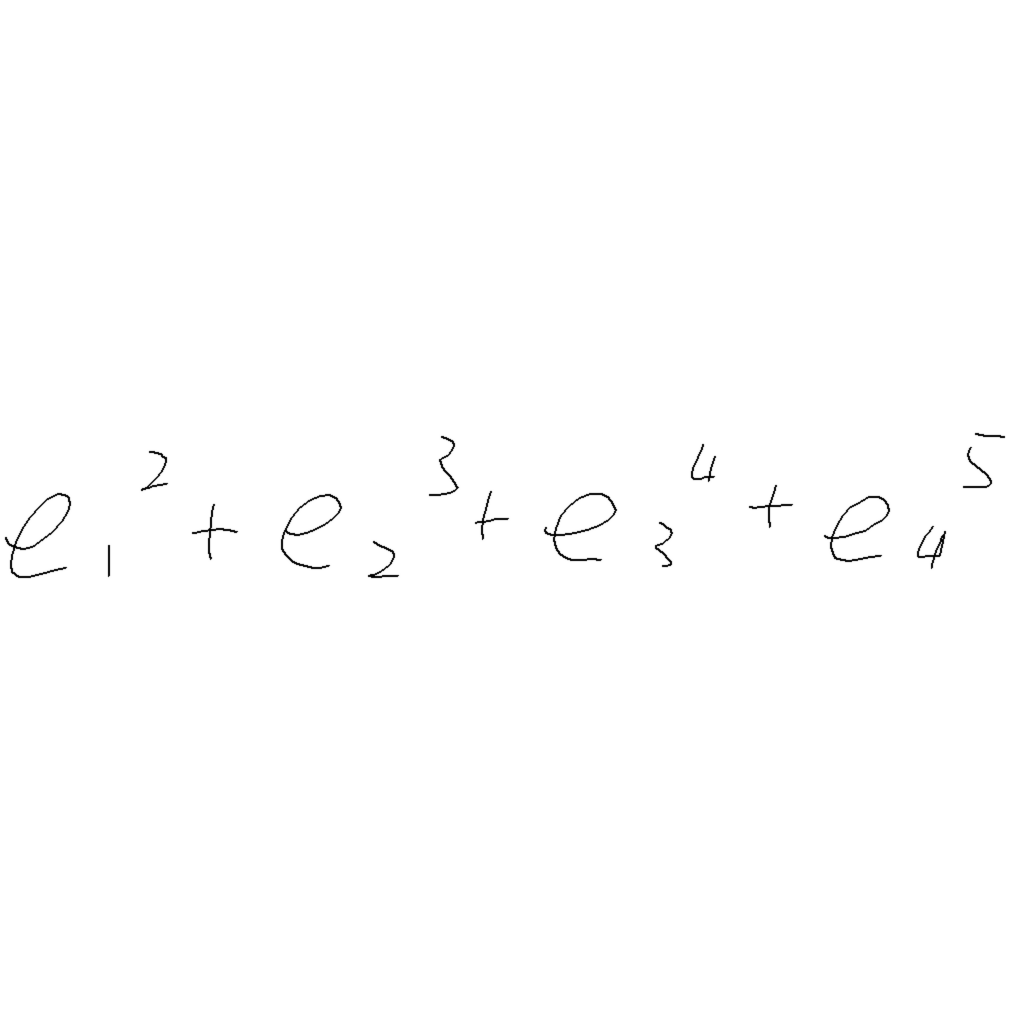 e₁² + e₂³ + e₃⁴ + e₄⁵